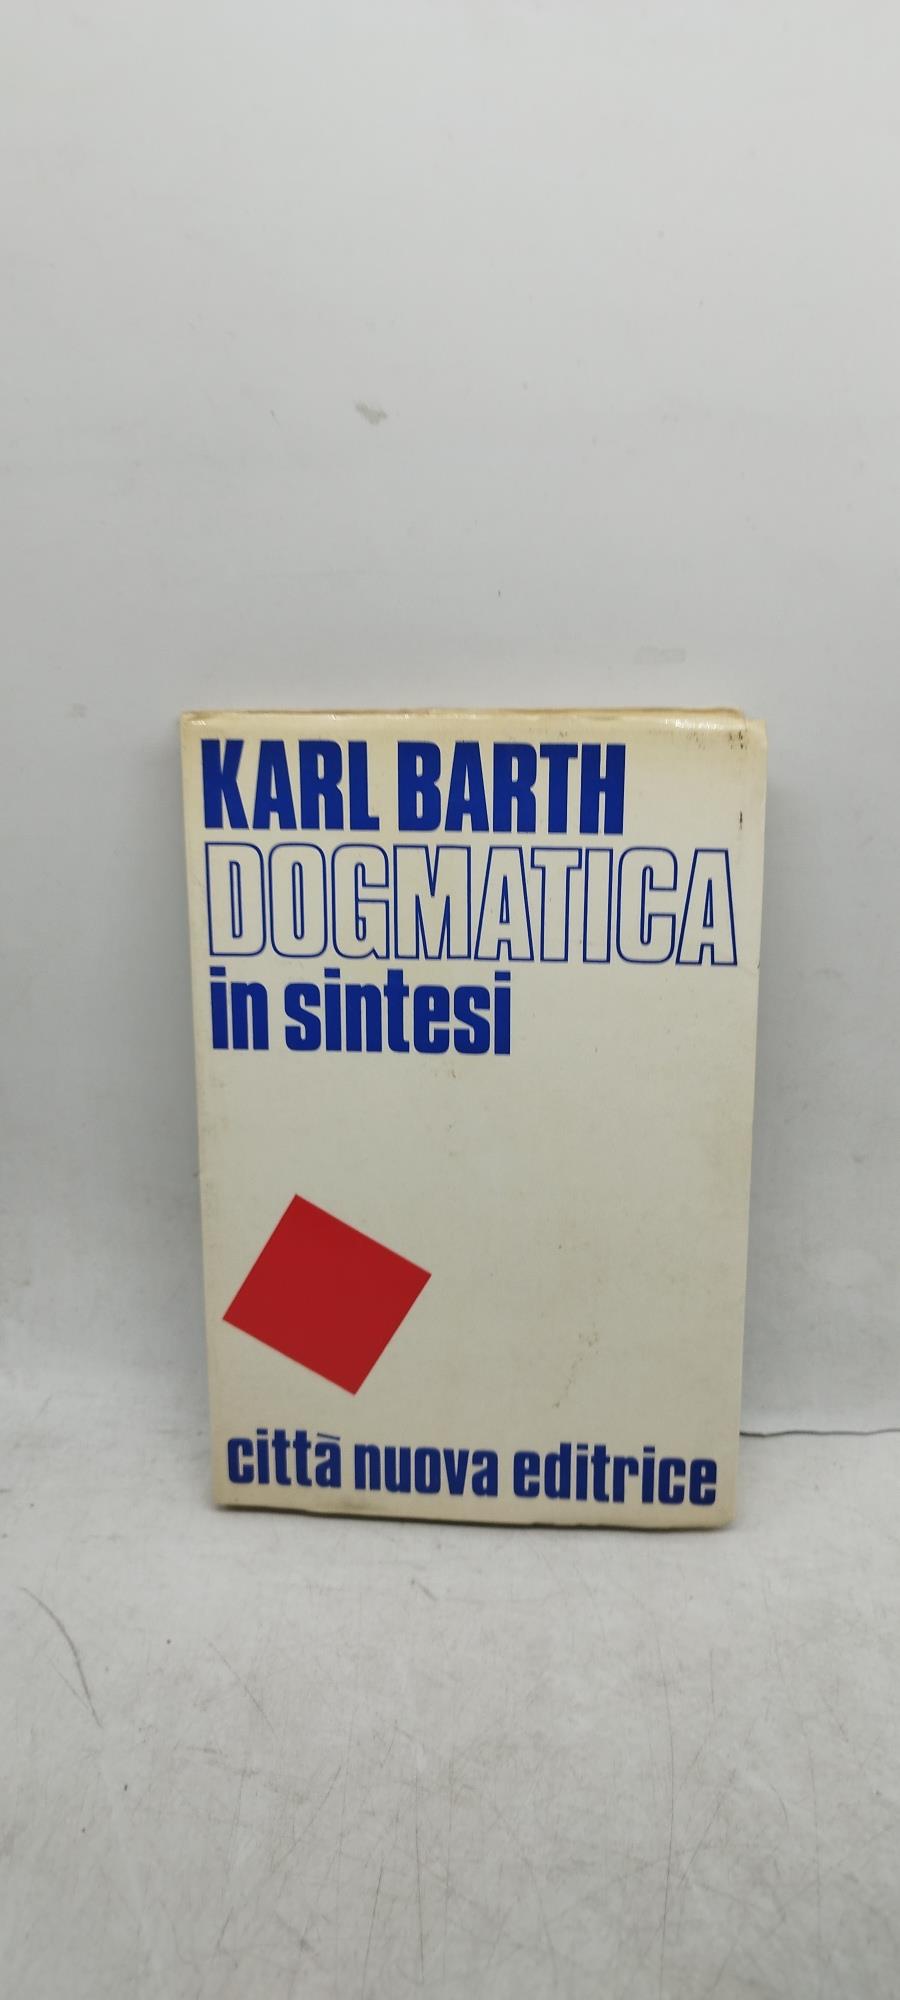 KARL BARTH
DOGMATICA
in sintesi
città nuova editrice